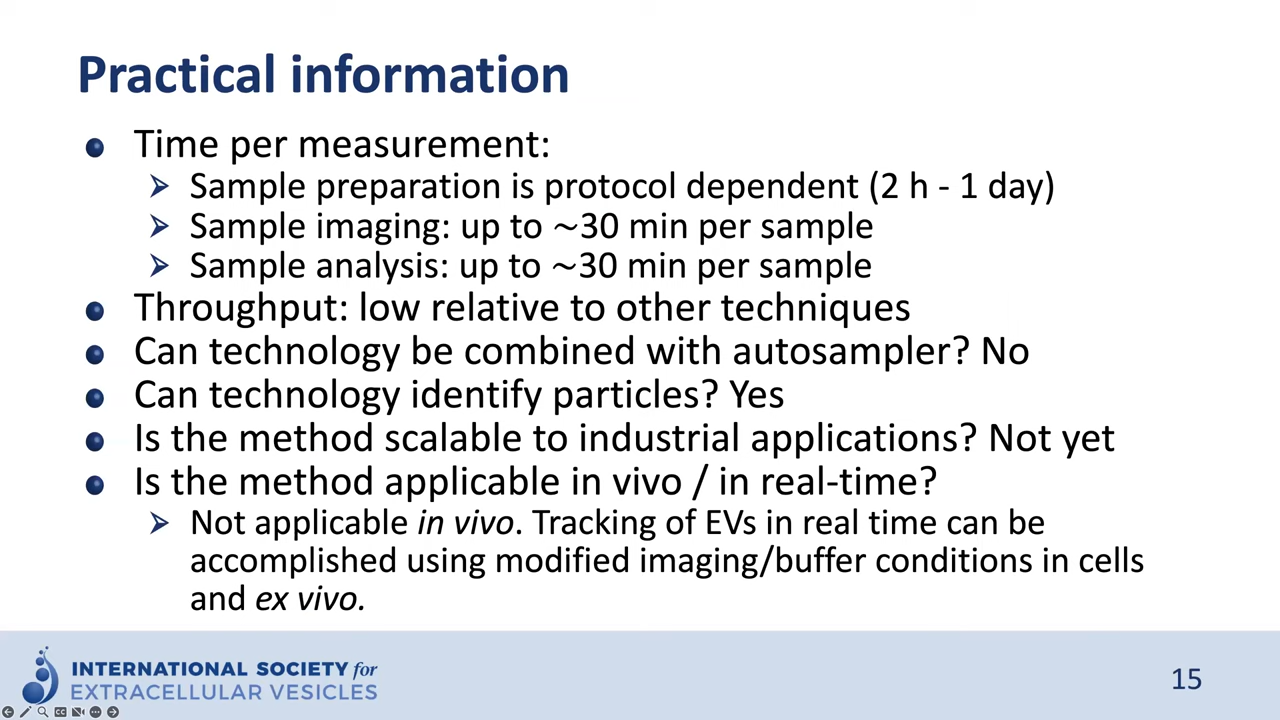 Practical information
Time per measurement:
Sample preparation is protocol dependent (2 h - 1 day)
Sample imaging: up to ~30 min per sample
Sample analysis: up to ~30 min per sample
Throughput: low relative to other techniques
Can technology be combined with autosampler? No
Can technology identify particles? Yes
Is the method scalable to industrial applications? Not yet
Is the method applicable in vivo / in real-time?
Not applicable in vivo. Tracking of EVs in real time can be
accomplished using modified imaging/buffer conditions in cells
and ex vivo.
INTERNATIONAL SOCIETY for
EXTRACELLULAR VESICLES
15
CC